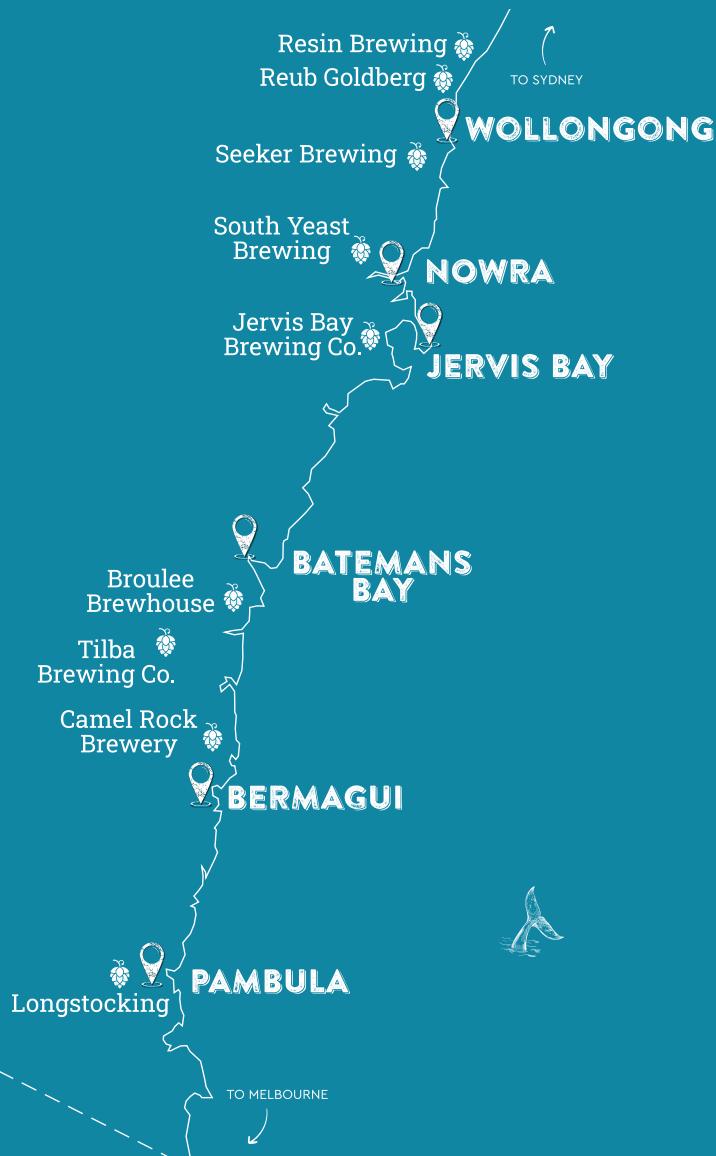 Resin Brewing
Reub Goldberg
TO SYDNEY
WOLLONGONG
Seeker Brewing
South Yeast
Brewing
NOWRA
Jervis Bay
Brewing Co.
JERVIS BAY
BATEMANS
BAY
Broulee
Brewhouse
Tilba
Brewing Co.
Camel Rock
Brewery
BERMAGUI
PAMBULA
Longstocking
TO MELBOURNE